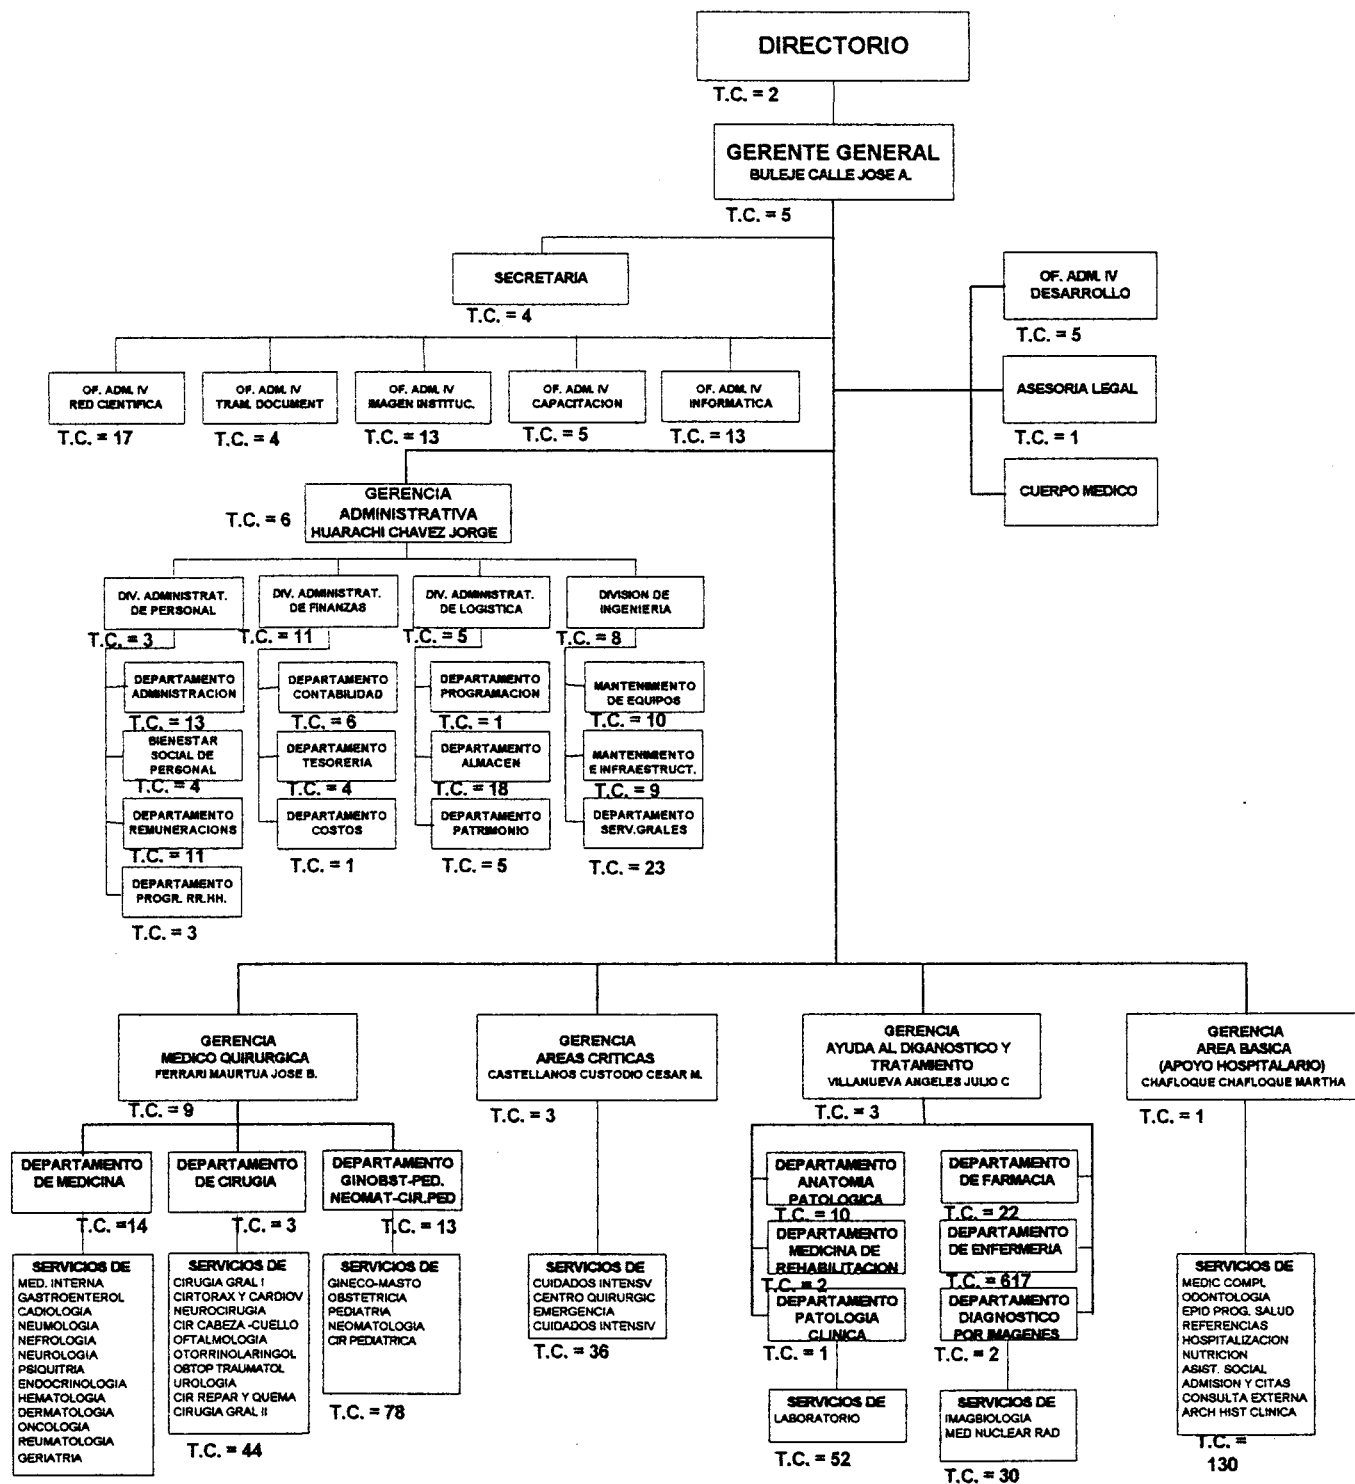 DIRECTORIO
T.C. = 2
GERENTE GENERAL
BULEJE CALLE JOSE A.
T.C. = 5
SECRETARIA
T.C. = 4
OF. ADM. IV
DESARROLLO
T.C. = 5
ASESORIA LEGAL
T.C. = 1
CUERPO MEDICO
OF. ADM. IV
RED CIENTIFICA
T.C. = 17
OF. ADM. IV
TRAM. DOCUMENT
T.C. = 4
OF. ADM. IV
IMAGEN INSTITUC.
T.C. = 13
OF. ADM. IV
CAPACITACION
T.C. = 5
OF. ADM. IV
INFORMATICA
T.C. = 13
GERENCIA
ADMINISTRATIVA
HUARACHI CHAVEZ JORGE
T.C. = 6
DIV. ADMINISTRAT.
DE PERSONAL
T.C. = 3
DEPARTAMENTO
ADMINISTRACION
T.C. = 13
BIENESTAR
SOCIAL DE
PERSONAL
T.C. = 4
DEPARTAMENTO
REMUNERACIONS
T.C. = 11
DEPARTAMENTO
PROGR. RR.HH.
T.C. = 3
DIV. ADMINISTRAT.
DE FINANZAS
T.C. = 11
DEPARTAMENTO
CONTABILIDAD
T.C. = 6
DEPARTAMENTO
TESORERIA
T.C. = 4
DEPARTAMENTO
COSTOS
T.C. = 1
DIV. ADMINISTRAT.
DE LOGISTICA
T.C. = 5
DEPARTAMENTO
PROGRAMACION
T.C. = 1
DEPARTAMENTO
ALMACEN
T.C. = 18
DEPARTAMENTO
PATRIMONIO
T.C. = 5
DIVISION DE
INGENIERIA
T.C. = 8
MANTENIMIENTO
DE EQUIPOS
T.C. = 10
MANTENIMIENTO
E INFRAESTRUCT.
T.C. = 9
DEPARTAMENTO
SERV.GRALES
T.C. = 23
GERENCIA
MEDICO QUIRURGICA
FERRARI MAURTUA JOSE B.
T.C. = 9
DEPARTAMENTO
DE MEDICINA
T.C. =14
SERVICIOS DE
MED. INTERNA
GASTROENTEROL
CADIOLOGIA
NEUMOLOGIA
NEFROLOGIA
NEUROLOGIA
PSIQUITRIA
ENDOCRINOLOGIA
HEMATOLOGIA
DERMATOLOGIA
ONCOLOGIA
REUMATOLOGIA
GERIATRIA
DEPARTAMENTO
DE CIRUGIA
T.C. = 3
SERVICIOS DE
CIRUGIA GRAL I
CIRTORAX Y CARDIOV
NEUROCIRUGIA
CIR CABEZA -CUELLO
OFTALMOLOGIA
OTORRINOLARINGOL
OBTOP TRAUMATOL
UROLOGIA
CIR REPAR Y QUEMA
CIRUGIA GRAL II
T.C. = 44
DEPARTAMENTO
GINOBST-PED.
NEOMAT-CIR.PED
T.C. = 13
SERVICIOS DE
GINECO-MASTO
OBSTETRICIA
PEDIATRIA
NEOMATOLOGIA
CIR PEDIATRICA
T.C. = 78
GERENCIA
AREAS CRITICAS
CASTELLANOS CUSTODIO CESAR M.
T.C. = 3
SERVICIOS DE
CUIDADOS INTENSV
CENTRO QUIRURGIC
EMERGENCIA
CUIDADOS INTENSIV
T.C. = 36
GERENCIA
AYUDA AL DIGANOSTICO Y
TRATAMIENTO
VILLANUEVA ANGELES JULIO C
T.C. = 3
DEPARTAMENTO
ANATOMIA
PATOLOGICA
T.C. = 10
DEPARTAMENTO
MEDICINA DE
REHABILITACION
T.C. = 2
DEPARTAMENTO
PATOLOGIA
CLINICA
T.C. = 1
SERVICIOS DE
LABORATORIO
T.C. = 52
DEPARTAMENTO
DE FARMACIA
T.C. = 22
DEPARTAMENTO
DE ENFERMERIA
T.C. = 617
DEPARTAMENTO
DIAGNOSTICO
POR IMAGENES
T.C. = 2
SERVICIOS DE
IMAGBIOLOGIA
MED NUCLEAR RAD
T.C. = 30
GERENCIA
AREA BASICA
(APOYO HOSPITALARIO)
CHAFLOQUE CHAFLOQUE MARTHA
T.C. = 1
SERVICIOS DE
MEDIC COMPL
ODONTOLOGIA
EPID PROG. SALUD
REFERENCIAS
HOSPITALIZACION
NUTRICION
ASIST. SOCIAL
ADMISION Y CITAS
CONSULTA EXTERNA
ARCH HIST CLINICA
T.C. =
130